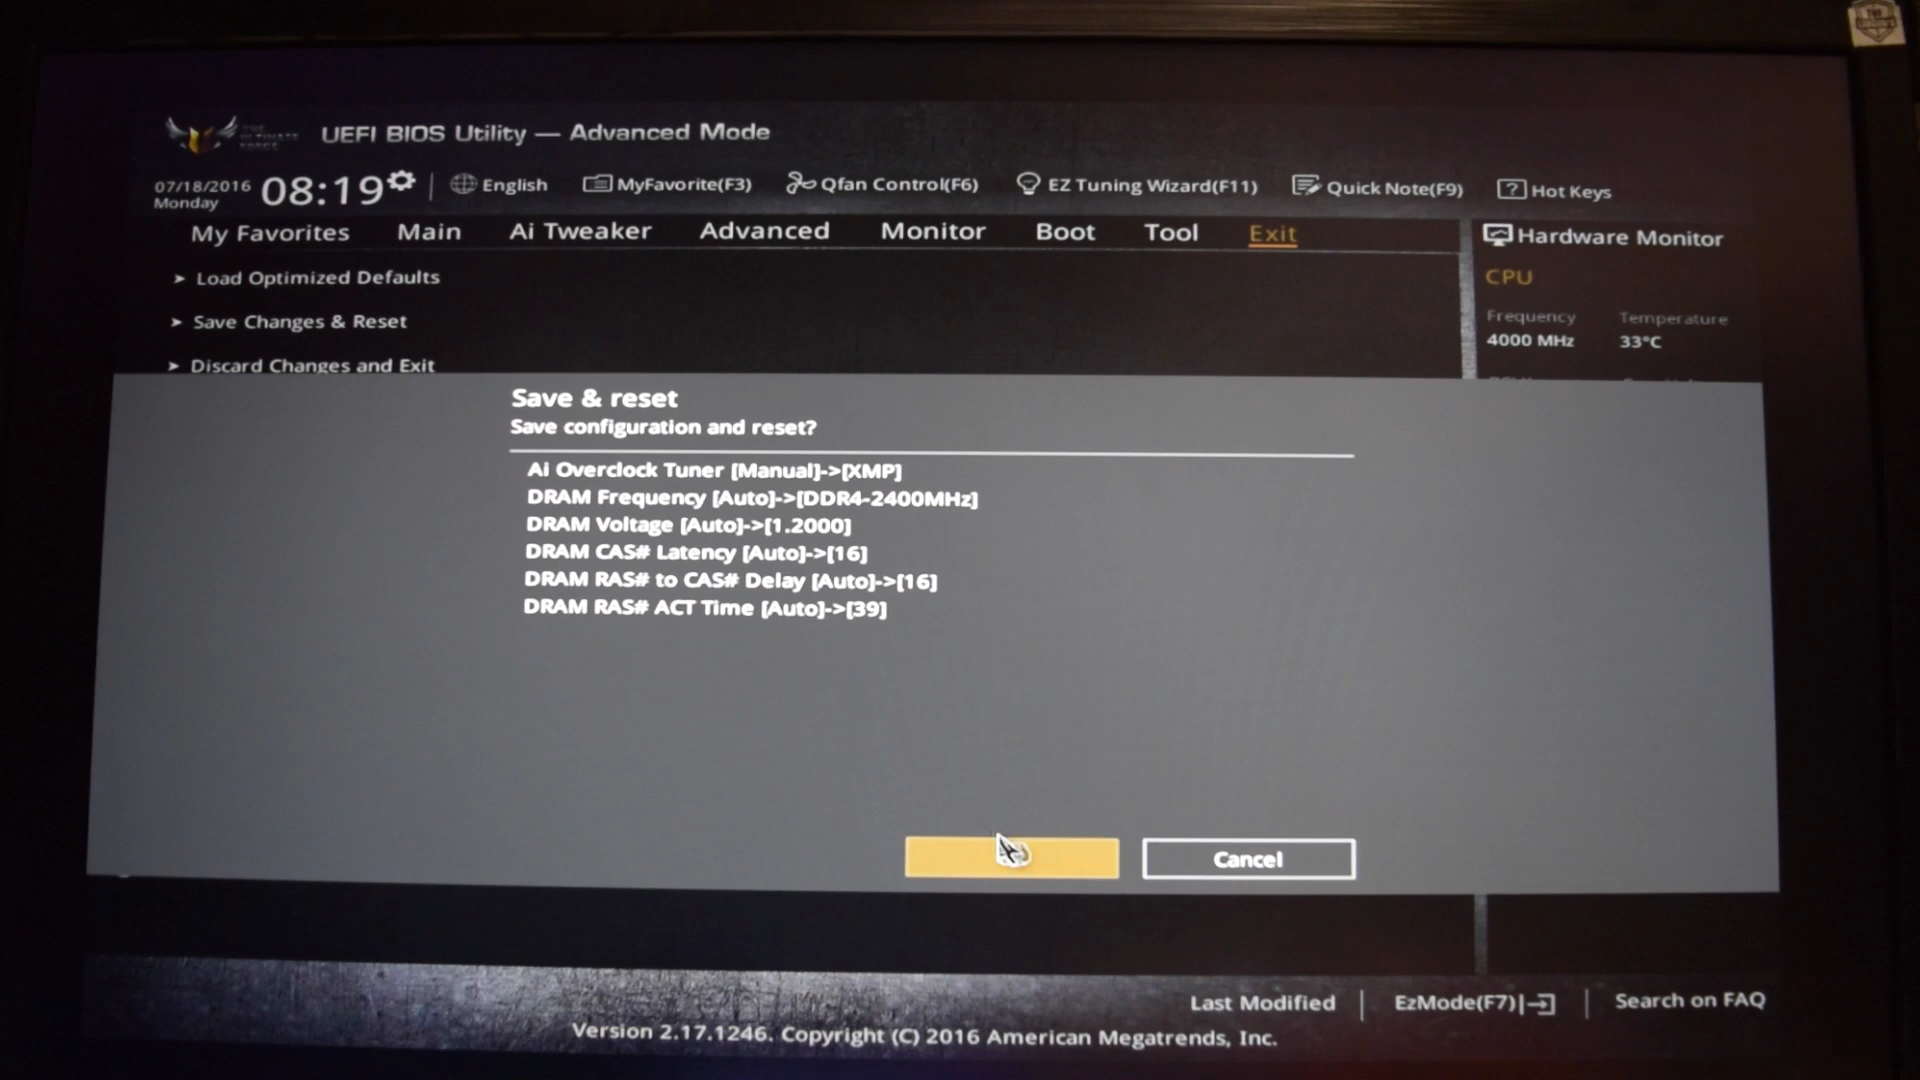 THE
ULTIMATE
FORCE
UEFI BIOS Utility — Advanced Mode
07/18/2016
Monday
08:19
English
MyFavorite(F3)
Qfan Control(F6)
EZ Tuning Wizard(F11)
Quick Note(F9)
? Hot Keys
My Favorites Main Ai Tweaker Advanced Monitor Boot Tool Exit
Hardware Monitor
Load Optimized Defaults
Save Changes & Reset
Discard Changes and Exit
CPU
Frequency Temperature
4000 MHz 33°C
Save & reset
Save configuration and reset?
Ai Overclock Tuner [Manual]->[XMP]
DRAM Frequency [Auto]->[DDR4-2400MHz]
DRAM Voltage [Auto]->[1.2000]
DRAM CAS# Latency [Auto]->[16]
DRAM RAS# to CAS# Delay [Auto]->[16]
DRAM RAS# ACT Time [Auto]->[39]
Cancel
Last Modified
EzMode(F7)
Search on FAQ
Version 2.17.1246. Copyright (C) 2016 American Megatrends, Inc.